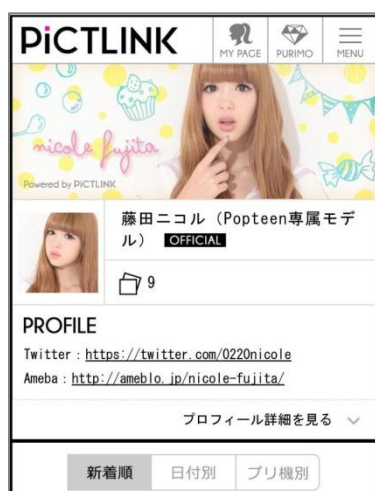 PiCTLINK
MY PAGE
PURIMO
MENU
nicole fujita
Powered by PiCTLINK
藤田ニコル（Popteen専属モデ
ル） OFFICIAL
9
PROFILE
Twitter：https://twitter.com/0220nicole
Ameba：http://ameblo.jp/nicole-fujita/
プロフィール詳細を見る
新着順 日付別 プリ機別